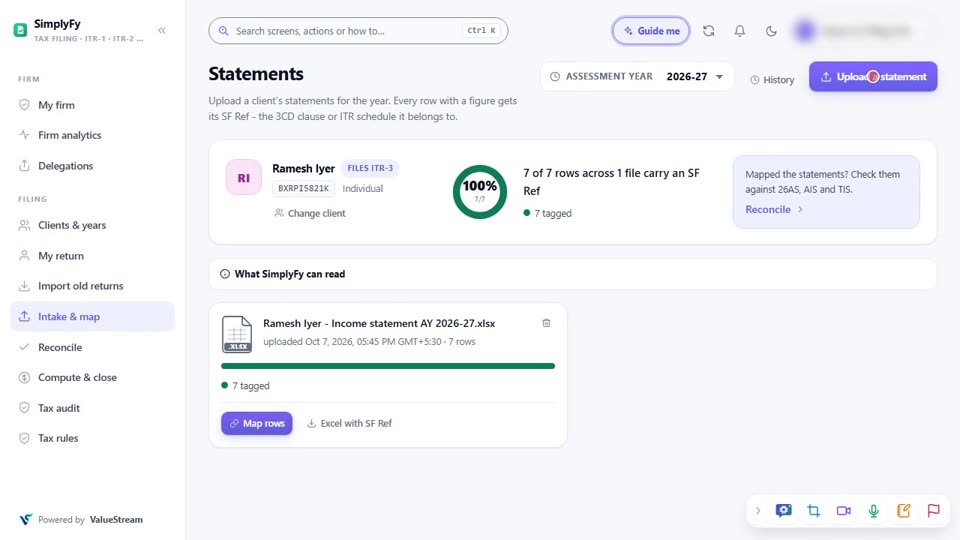 SimplyFy
TAX FILING • ITR-1 • ITR-2 ...
FIRM
My firm
Firm analytics
Delegations
FILING
Clients & years
My return
Import old returns
Intake & map
Reconcile
Compute & close
Tax audit
Tax rules
Powered by ValueStream
Search screens, actions or how to...
Ctrl K
Guide me
Statements
Upload a client's statements for the year. Every row with a figure gets
its SF Ref - the 3CD clause or ITR schedule it belongs to.
ASSESSMENT YEAR 2026-27
History
Upload statement
RI
Ramesh Iyer FILES ITR-3
BXRPI5821K Individual
Change client
100%
7/7
7 of 7 rows across 1 file carry an SF
Ref
7 tagged
Mapped the statements? Check them
against 26AS, AIS and TIS.
Reconcile
What SimplyFy can read
.XLSX
Ramesh Iyer - Income statement AY 2026-27.xlsx
uploaded Oct 7, 2026, 05:45 PM GMT+5:30 · 7 rows
7 tagged
Map rows
Excel with SF Ref